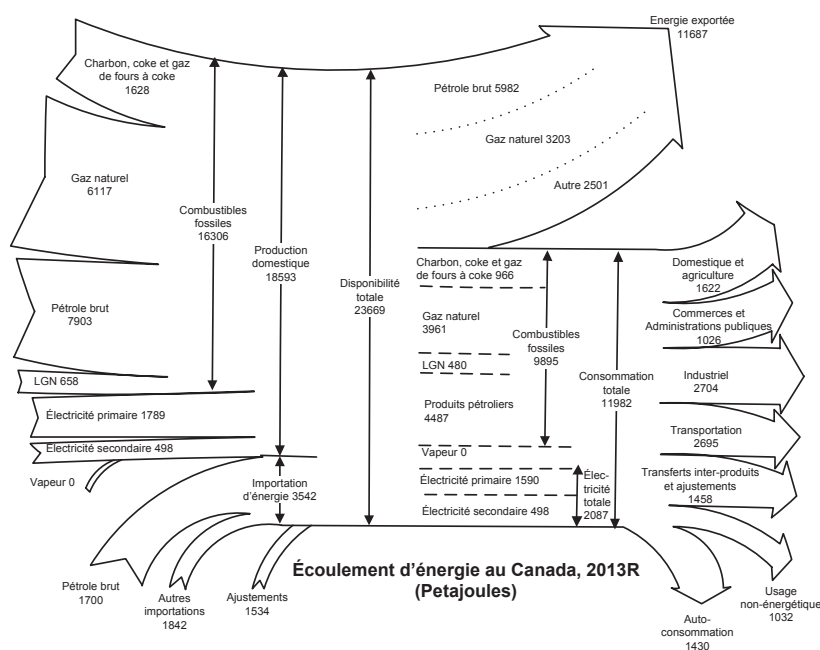 Energie exportée
11687
Charbon, coke et gaz
de fours à coke
1628
Pétrole brut 5982
Gaz naturel 3203
Autre 2501
Gaz naturel
6117
Combustibles
fossiles
16306
Production
domestique
18593
Disponibilité
totale
23669
Charbon, coke et gaz
de fours à coke 966
Gaz naturel
3961
LGN 480
Produits pétroliers
4487
Vapeur 0
Électricité primaire 1590
Électricité secondaire 498
Combustibles
fossiles
9895
Élec-
tricité
totale
2087
Consommation
totale
11982
Domestique et
agriculture
1622
Commerces et
Administrations publiques
1026
Industriel
2704
Transportation
2695
Transferts inter-produits
et ajustements
1458
Pétrole brut
7903
LGN 658
Électricité primaire 1789
Électricité secondaire 498
Vapeur 0
Importation
d'énergie 3542
Pétrole brut
1700
Autres
importations
1842
Ajustements
1534
Écoulement d'énergie au Canada, 2013R
(Petajoules)
Usage
non-énergétique
1032
Auto-
consommation
1430